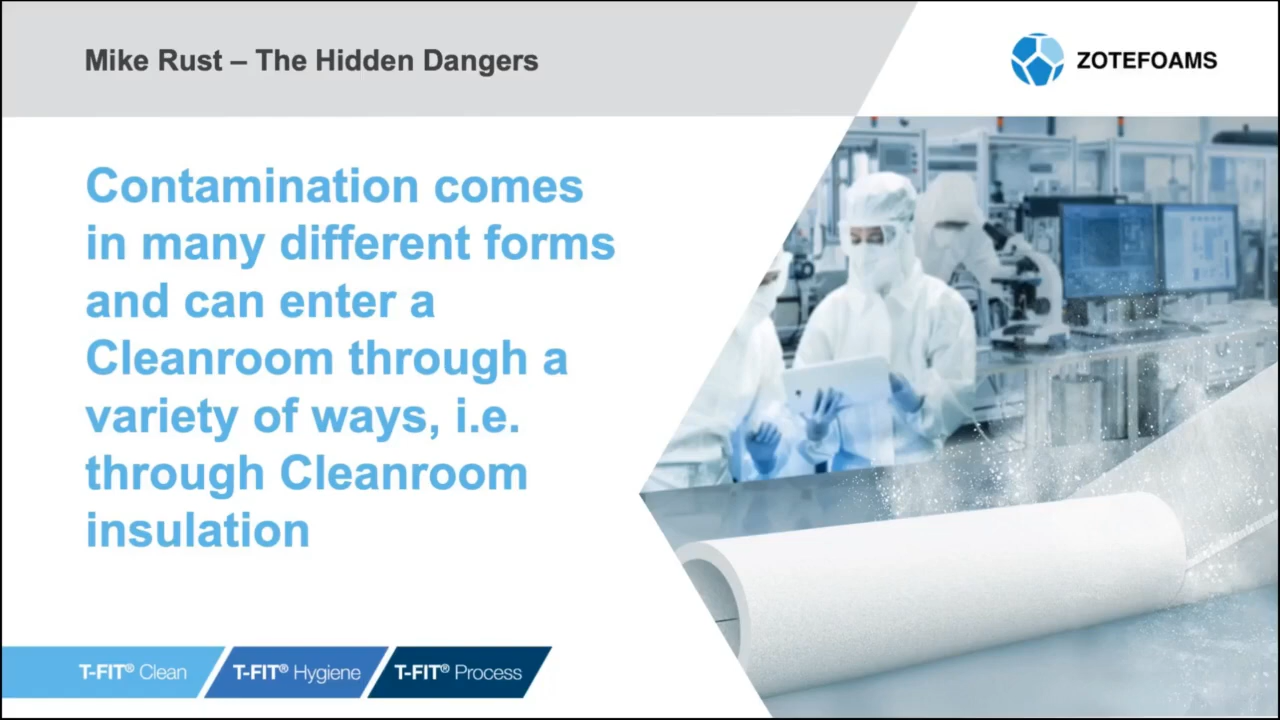 Mike Rust – The Hidden Dangers
ZOTEFOAMS
Contamination comes
in many different forms
and can enter a
Cleanroom through a
variety of ways, i.e.
through Cleanroom
insulation
T-FIT® Clean
T-FIT® Hygiene
T-FIT® Process